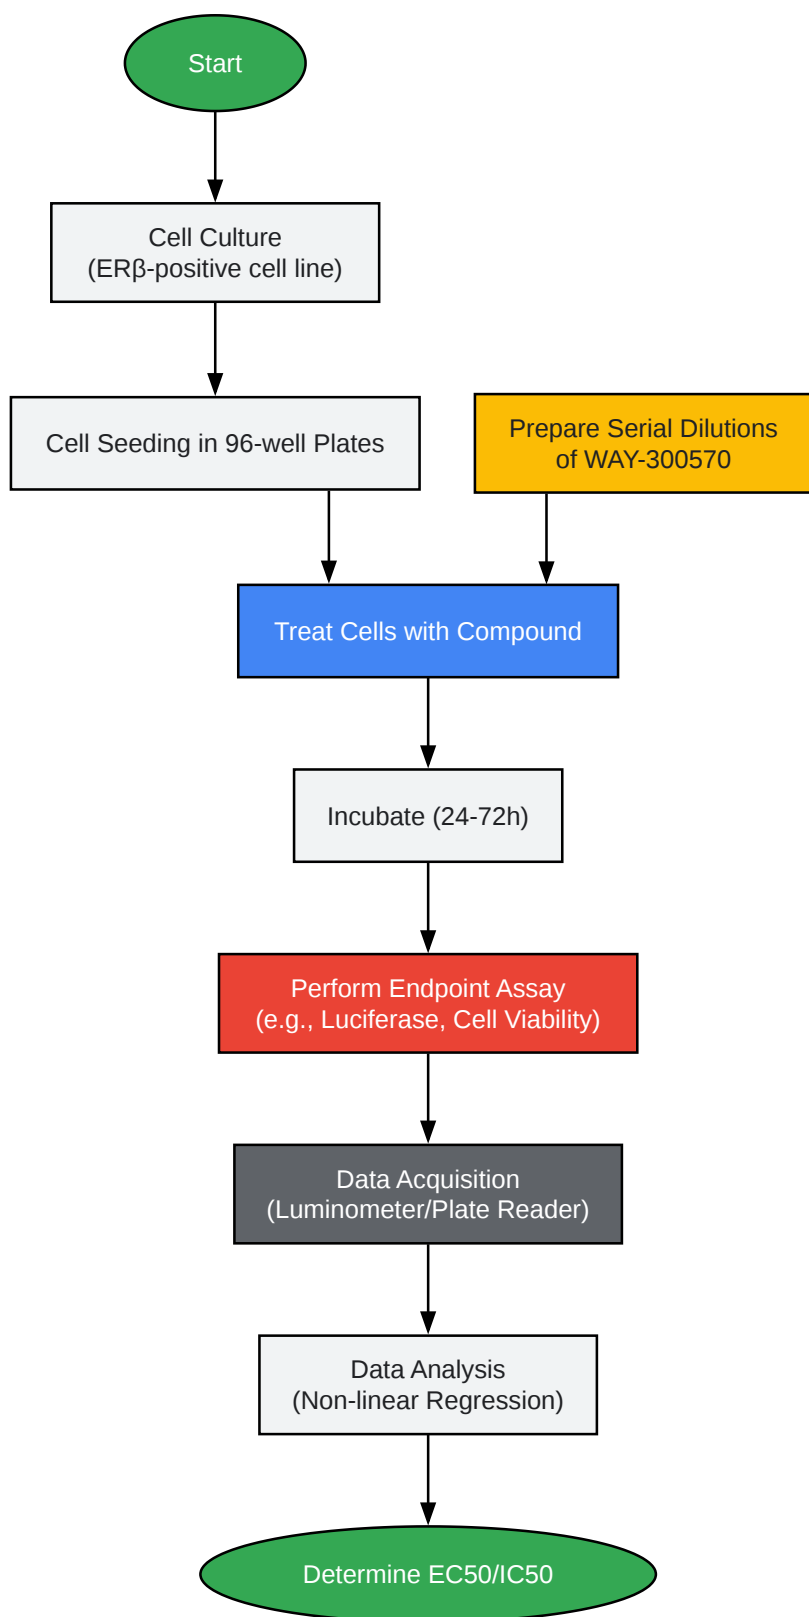 Start
Cell Culture
(ERβ-positive cell line)
Cell Seeding in 96-well Plates
Prepare Serial Dilutions
of WAY-300570
Treat Cells with Compound
Incubate (24-72h)
Perform Endpoint Assay
(e.g., Luciferase, Cell Viability)
Data Acquisition
(Luminometer/Plate Reader)
Data Analysis
(Non-linear Regression)
Determine EC50/IC50